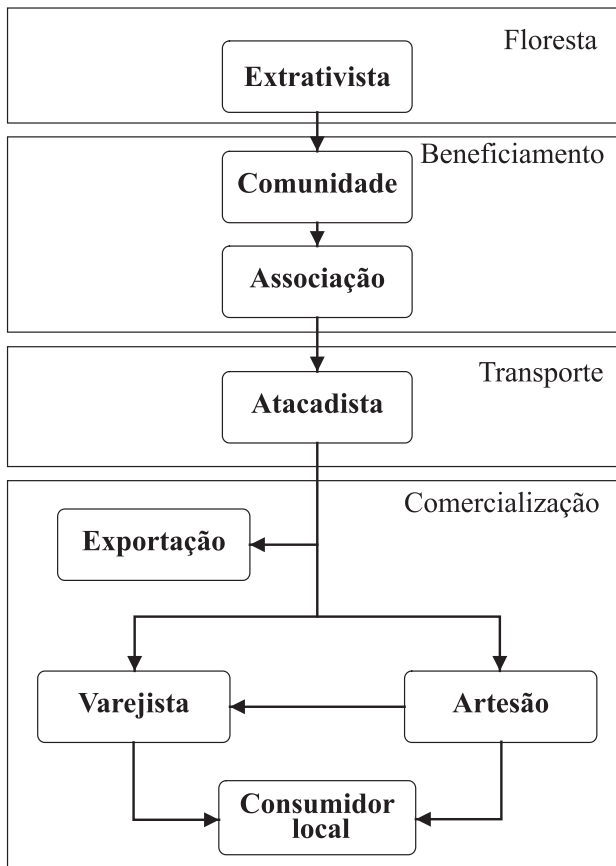 Floresta
Extrativista
Beneficiamento
Comunidade
Associação
Transporte
Atacadista
Comercialização
Exportação
Varejista
Artesão
Consumidor
local